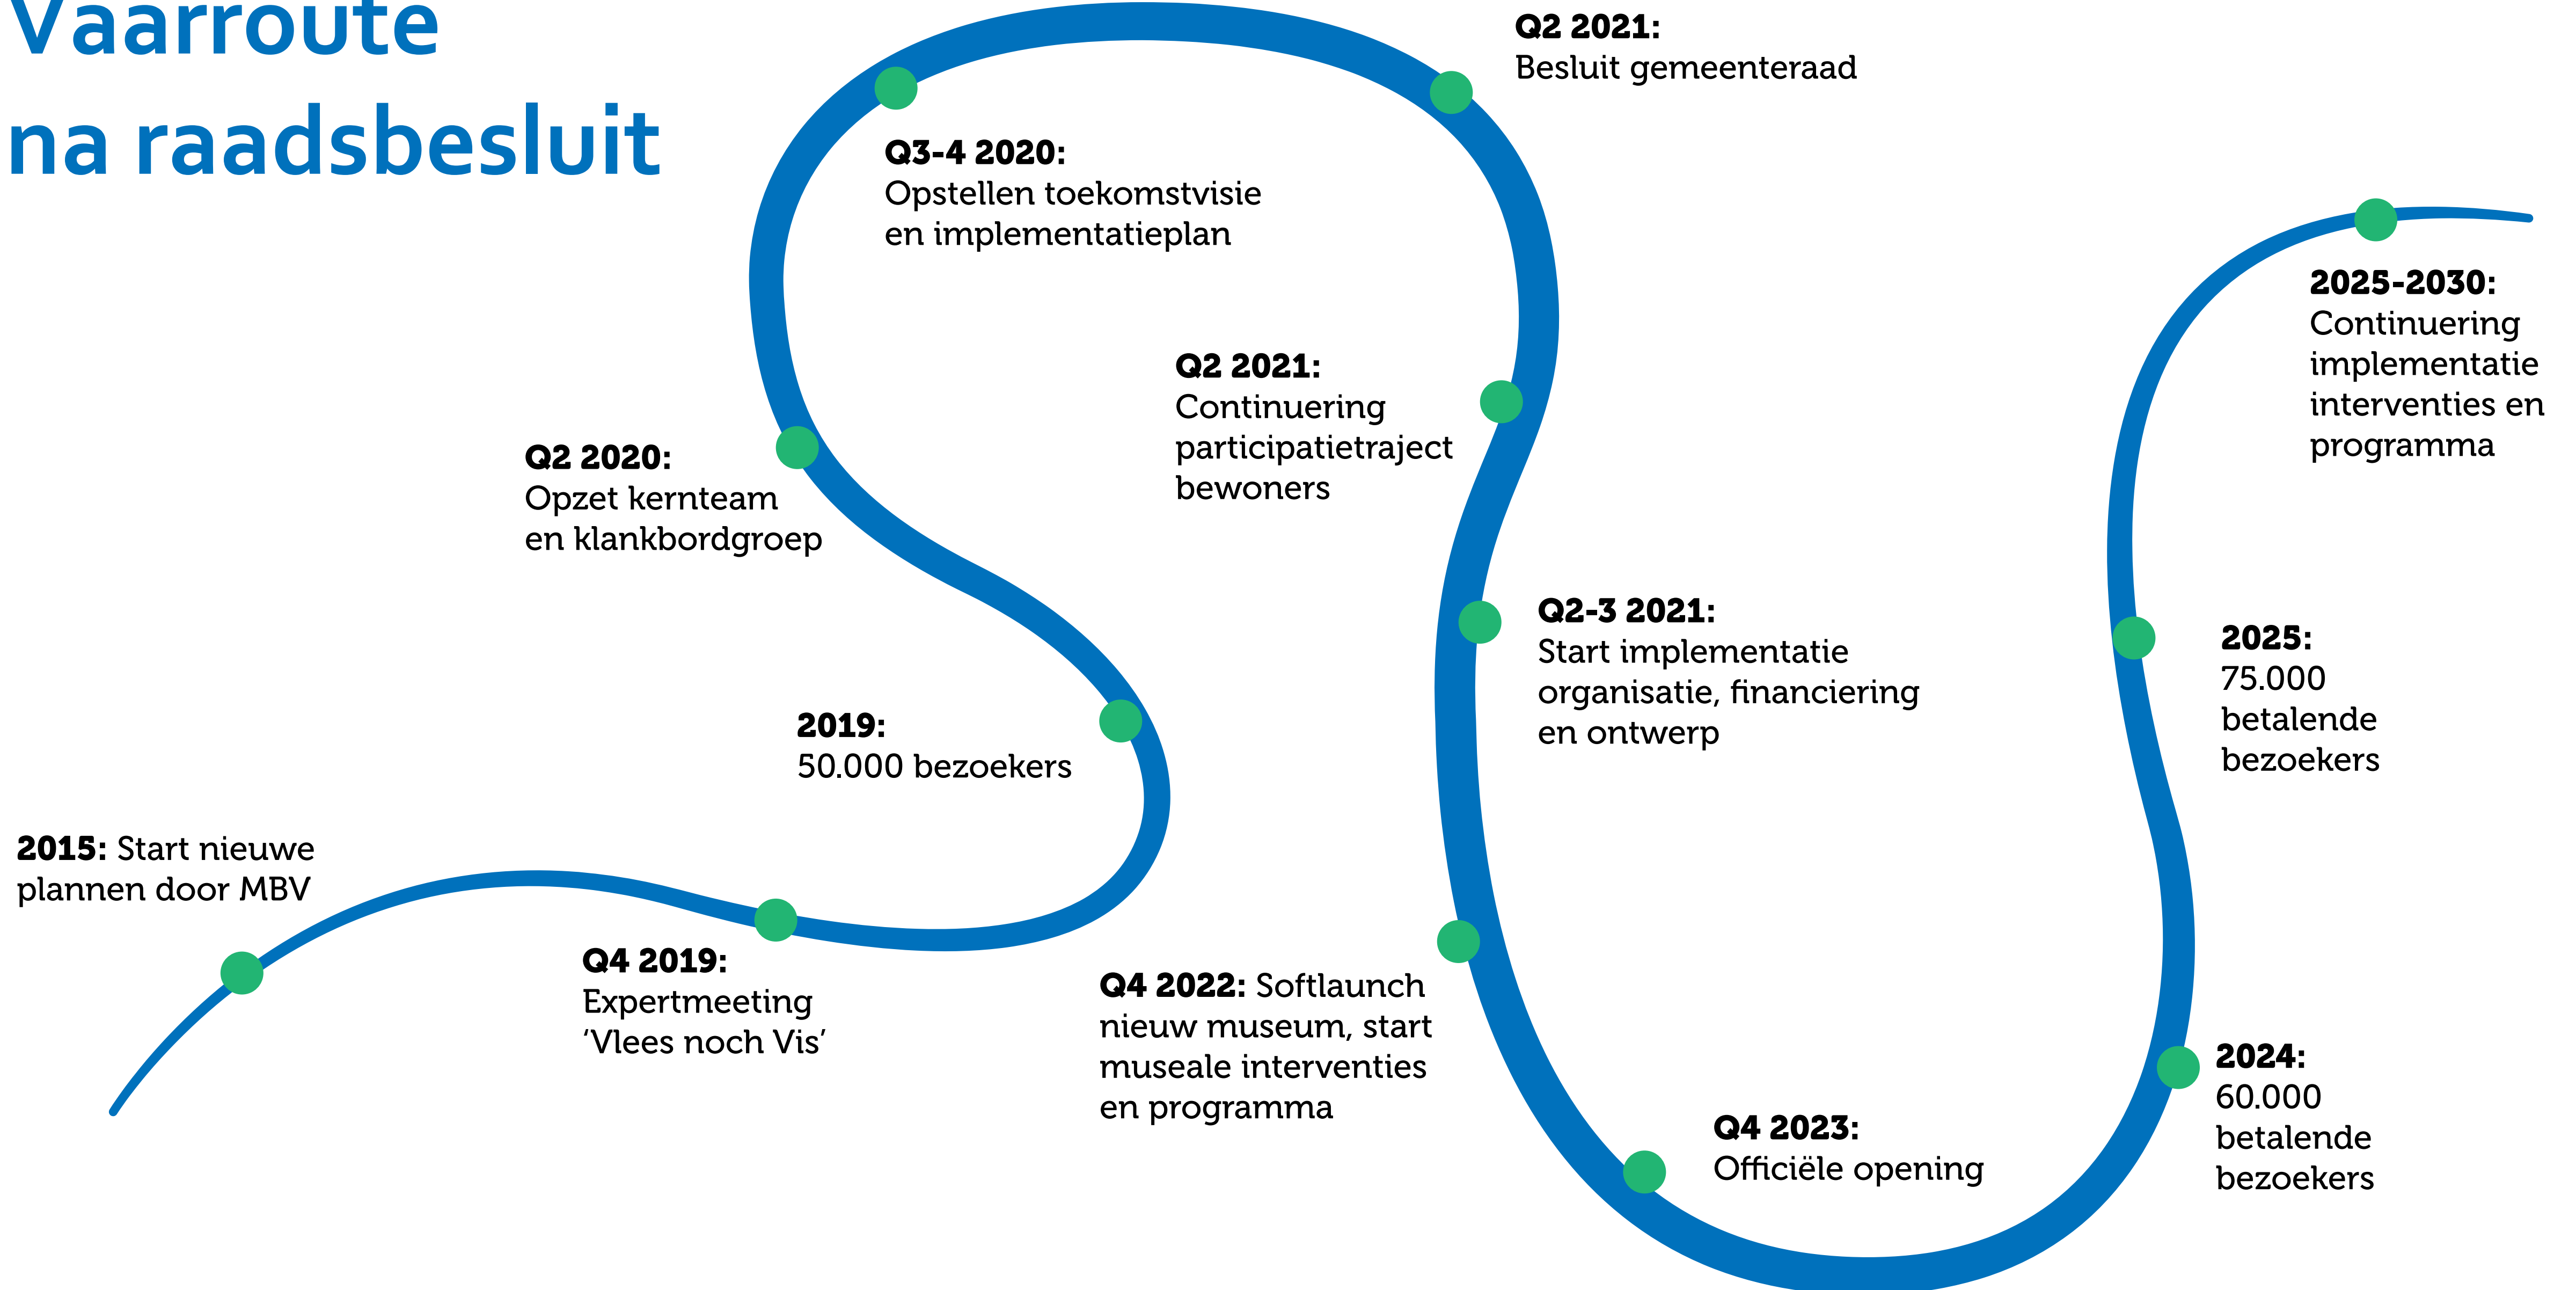 Vaarroute
na raadsbesluit
2015: Start nieuwe
plannen door MBV
Q4 2019:
Expertmeeting
‘Vlees noch Vis’
2019:
50.000 bezoekers
Q2 2020:
Opzet kernteam
en klankbordgroep
Q3-4 2020:
Opstellen toekomstvisie
en implementatieplan
Q2 2021:
Besluit gemeenteraad
Q2 2021:
Continuering
participatietraject
bewoners
Q2-3 2021:
Start implementatie
organisatie, financiering
en ontwerp
Q4 2022: Softlaunch
nieuw museum, start
museale interventies
en programma
Q4 2023:
Officiële opening
2024:
60.000
betalende
bezoekers
2025:
75.000
betalende
bezoekers
2025-2030:
Continuering
implementatie
interventies en
programma